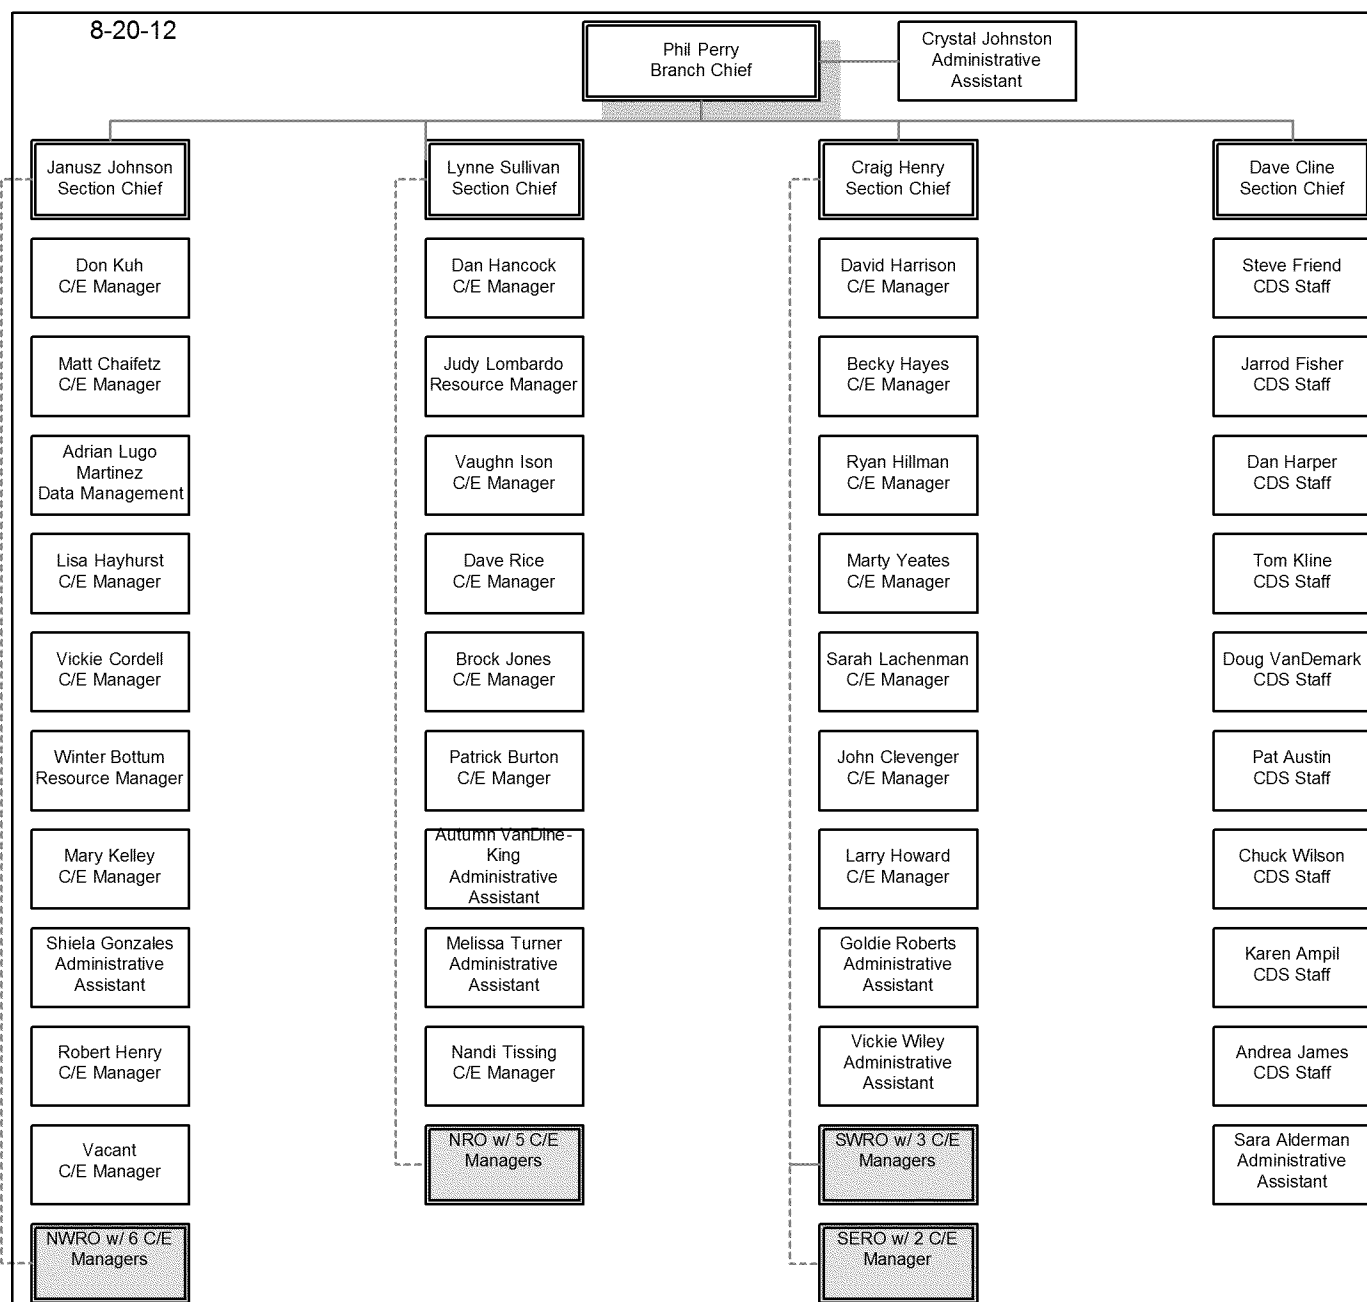 8-20-12
Phil Perry
Branch Chief
Crystal Johnston
Administrative
Assistant
Janusz Johnson
Section Chief
Don Kuh
C/E Manager
Matt Chaifetz
C/E Manager
Adrian Lugo
Martinez
Data Management
Lisa Hayhurst
C/E Manager
Vickie Cordell
C/E Manager
Winter Bottum
Resource Manager
Mary Kelley
C/E Manager
Shiela Gonzales
Administrative
Assistant
Robert Henry
C/E Manager
Vacant
C/E Manager
NWRO w/ 6 C/E
Managers
Lynne Sullivan
Section Chief
Dan Hancock
C/E Manager
Judy Lombardo
Resource Manager
Vaughn Ison
C/E Manager
Dave Rice
C/E Manager
Brock Jones
C/E Manager
Patrick Burton
C/E Manger
Autumn VanDine-
King
Administrative
Assistant
Melissa Turner
Administrative
Assistant
Nandi Tissing
C/E Manager
NRO w/ 5 C/E
Managers
Craig Henry
Section Chief
David Harrison
C/E Manager
Becky Hayes
C/E Manager
Ryan Hillman
C/E Manager
Marty Yeates
C/E Manager
Sarah Lachenman
C/E Manager
John Clevenger
C/E Manager
Larry Howard
C/E Manager
Goldie Roberts
Administrative
Assistant
Vickie Wiley
Administrative
Assistant
SWRO w/ 3 C/E
Managers
SERO w/ 2 C/E
Manager
Dave Cline
Section Chief
Steve Friend
CDS Staff
Jarrod Fisher
CDS Staff
Dan Harper
CDS Staff
Tom Kline
CDS Staff
Doug VanDemark
CDS Staff
Pat Austin
CDS Staff
Chuck Wilson
CDS Staff
Karen Ampil
CDS Staff
Andrea James
CDS Staff
Sara Alderman
Administrative
Assistant